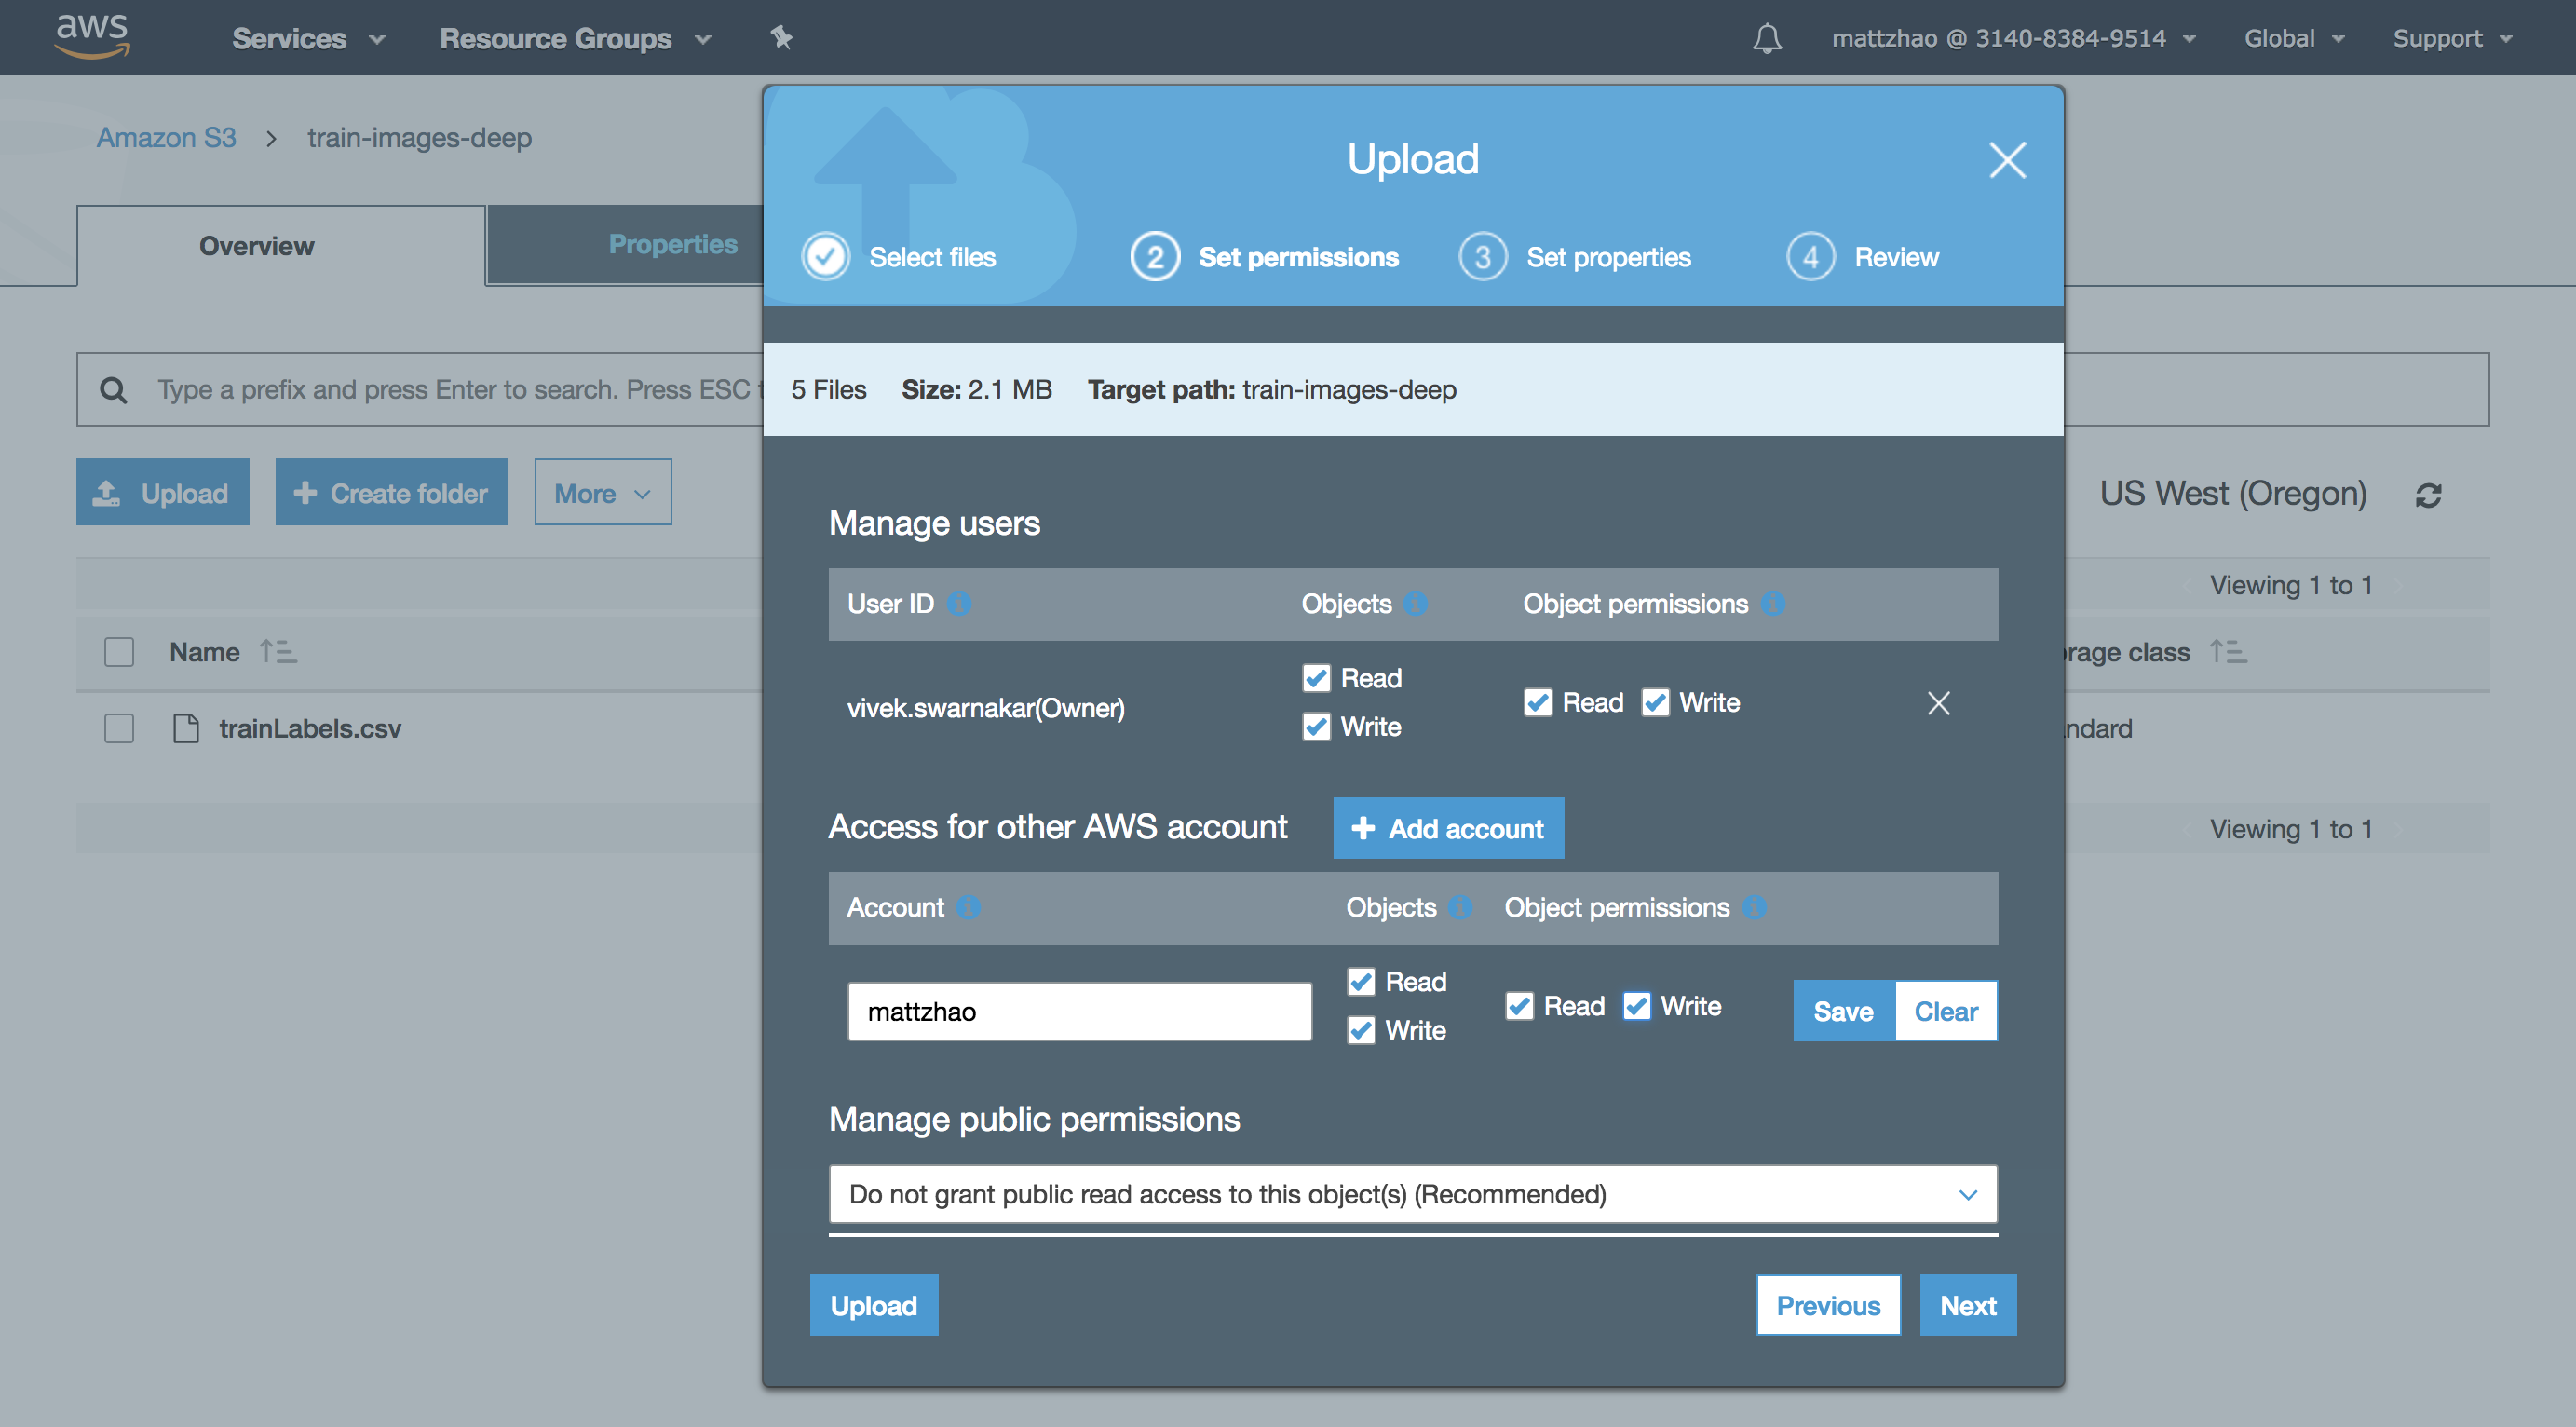 aws Services Resource Groups mattzhao @ 3140-8384-9514 Global Support
Amazon S3 > train-images-deep
Overview
Properties
Type a prefix and press Enter to search. Press ESC
Upload
Create folder
More
US West (Oregon)
Viewing 1 to 1
Name
rage class
trainLabels.csv
ndard
Viewing 1 to 1
Upload
Select files
2 Set permissions
3 Set properties
4 Review
5 Files Size: 2.1 MB Target path: train-images-deep
Manage users
User ID Objects Object permissions
vivek.swarnakar(Owner)
Read
Write
Read Write
Access for other AWS account
Add account
Account Objects Object permissions
mattzhao
Read
Write
Read Write
Save Clear
Manage public permissions
Do not grant public read access to this object(s) (Recommended)
Upload
Previous
Next